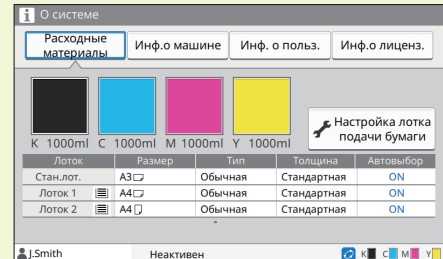 О системе
Расходные
материалы
Инф.о машине
Инф. о польз.
Инф.о лиценз.
K 1000ml C 1000ml M 1000ml Y 1000ml
Настройка лотка
подачи бумаги
Лоток Размер Тип Толщина Автовыбор
Стан.лот. A3 Обычная Стандартная ON
Лоток 1 A4 Обычная Стандартная ON
Лоток 2 A4 Обычная Стандартная ON
J.Smith Неактивен K C M Y